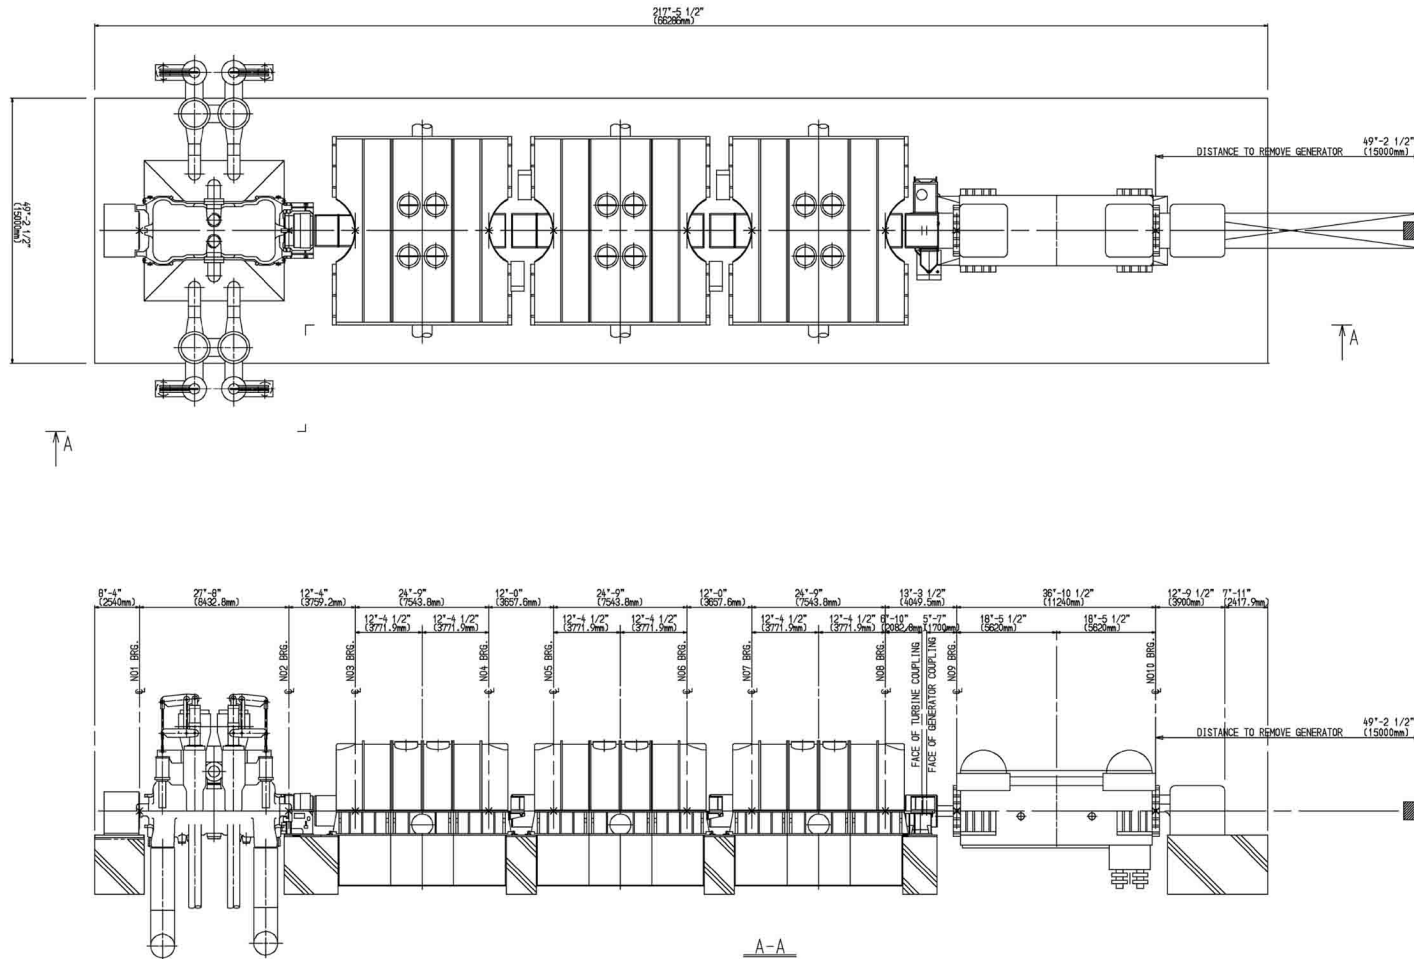 217'-5 1/2"
(66286mm)
49'-2 1/2"
(15000mm)
DISTANCE TO REMOVE GENERATOR
49'-2 1/2"
(15000mm)
A
A
8'-4"
(2540mm)
27'-8"
(8432.8mm)
12'-4"
(3759.2mm)
24'-9"
(7543.8mm)
12'-0"
(3657.6mm)
24'-9"
(7543.8mm)
12'-0"
(3657.6mm)
24'-9"
(7543.8mm)
13'-3 1/2"
(4049.5mm)
36'-10 1/2"
(11240mm)
12'-9 1/2"
(3900mm)
7'-11"
(2417.9mm)
12'-4 1/2"
(3771.9mm)
12'-4 1/2"
(3771.9mm)
12'-4 1/2"
(3771.9mm)
12'-4 1/2"
(3771.9mm)
12'-4 1/2"
(3771.9mm)
12'-4 1/2"
(3771.9mm)
6'-10"
5'-7"
(1700mm)
18'-5 1/2"
(5620mm)
18'-5 1/2"
(5620mm)
NO1 BRG.
NO2 BRG.
NO3 BRG.
NO4 BRG.
NO5 BRG.
NO6 BRG.
NO7 BRG.
NO8 BRG.
FACE OF TURBINE COUPLING
FACE OF GENERATOR COUPLING
NO9 BRG.
NO10 BRG.
DISTANCE TO REMOVE GENERATOR
49'-2 1/2"
(15000mm)
A-A